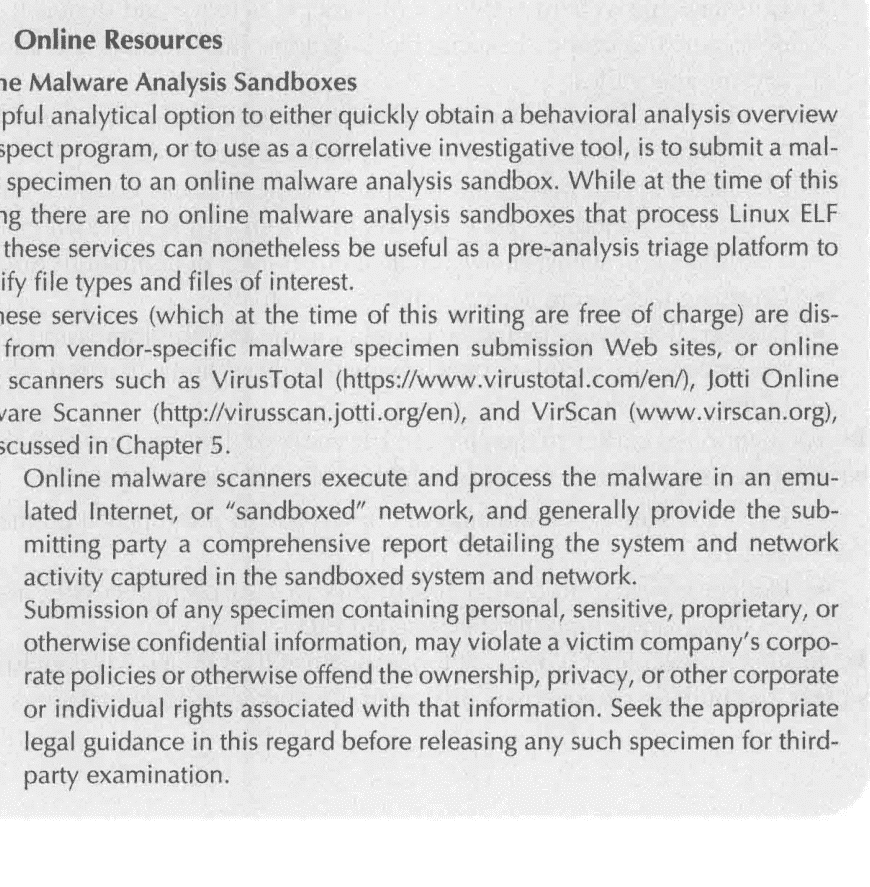 Online Resources
ne Malware Analysis Sandboxes
pful analytical option to either quickly obtain a behavioral analysis overview
spect program, or to use as a correlative investigative tool, is to submit a mal-
specimen to an online malware analysis sandbox. While at the time of this
ng there are no online malware analysis sandboxes that process Linux ELF
these services can nonetheless be useful as a pre-analysis triage platform to
ify file types and files of interest.
nese services (which at the time of this writing are free of charge) are dis-
from vendor-specific malware specimen submission Web sites, or online
scanners such as VirusTotal (https://www.virustotal.com/en/), Jotti Online
vare Scanner (http://virusscan.jotti.org/en), and VirScan (www.virscan.org),
scussed in Chapter 5.
Online malware scanners execute and process the malware in an emu-
lated Internet, or “sandboxed” network, and generally provide the sub-
mitting party a comprehensive report detailing the system and network
activity captured in the sandboxed system and network.
Submission of any specimen containing personal, sensitive, proprietary, or
otherwise confidential information, may violate a victim company’s corpo-
rate policies or otherwise offend the ownership, privacy, or other corporate
or individual rights associated with that information. Seek the appropriate
legal guidance in this regard before releasing any such specimen for third-
party examination.